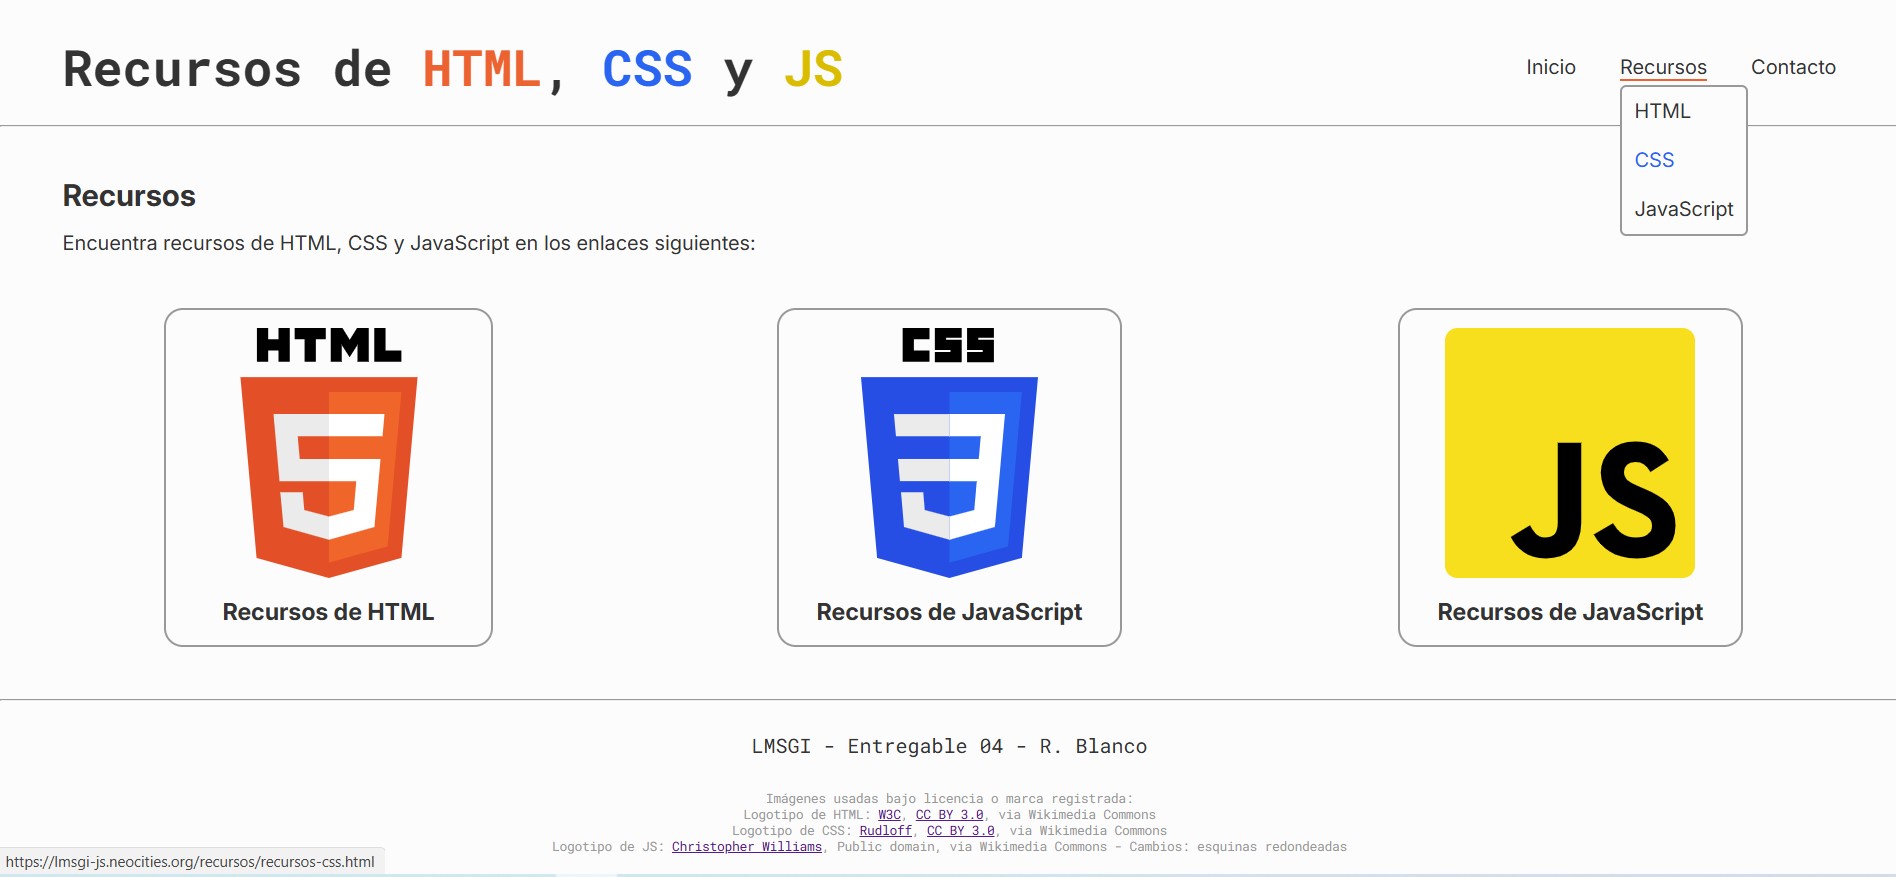 Recursos de HTML, CSS y JS
Inicio Recursos Contacto
HTML
CSS
JavaScript
Recursos
Encuentra recursos de HTML, CSS y JavaScript en los enlaces siguientes:
HTML
5
Recursos de HTML
CSS
3
Recursos de JavaScript
JS
Recursos de JavaScript
LMSGI - Entregable 04 - R. Blanco
Imágenes usadas bajo licencia o marca registrada:
Logotipo de HTML: W3C, CC BY 3.0, via Wikimedia Commons
Logotipo de CSS: Rudloff, CC BY 3.0, via Wikimedia Commons
Logotipo de JS: Christopher Williams, Public domain, via Wikimedia Commons - Cambios: esquinas redondeadas
https://lmsgi-js.neocities.org/recursos/recursos-css.html